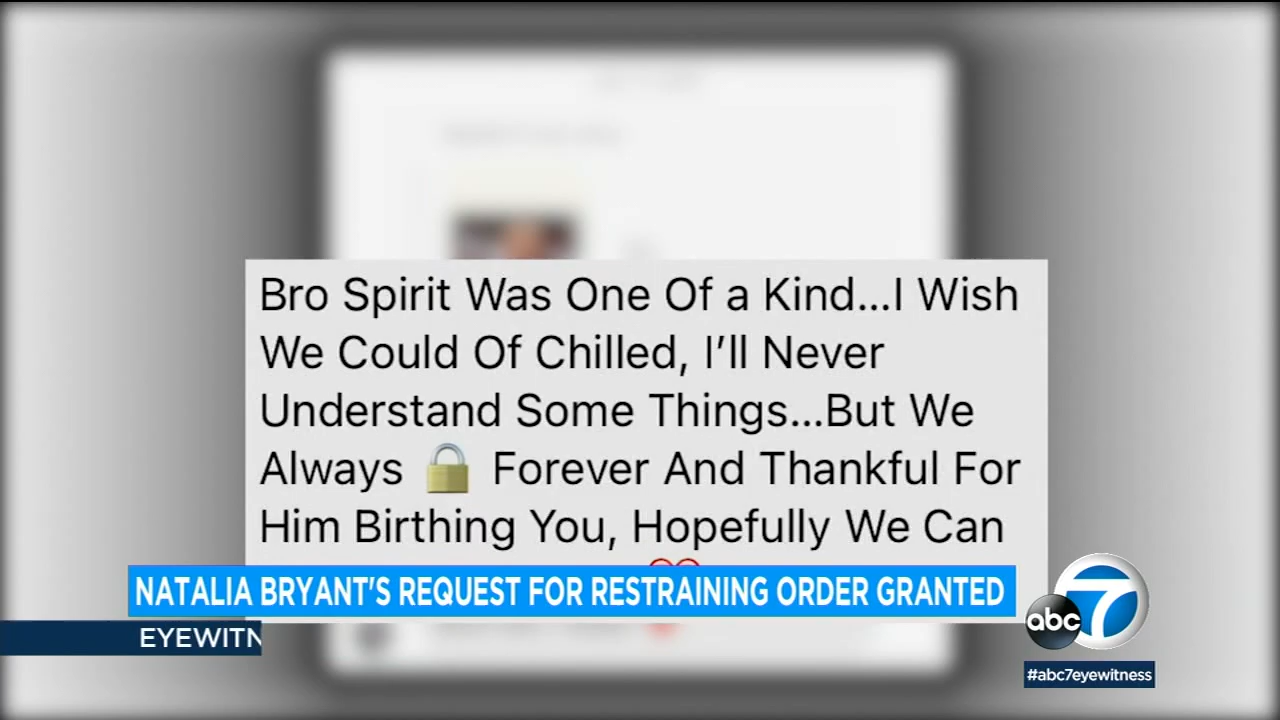 Bro Spirit Was One Of a Kind...I Wish
We Could Of Chilled, I’ll Never
Understand Some Things...But We
Always 🔒 Forever And Thankful For
Him Birthing You, Hopefully We Can
NATALIA BRYANT'S REQUEST FOR RESTRAINING ORDER GRANTED
abc 7
EYEWITN
#abc7eyewitness